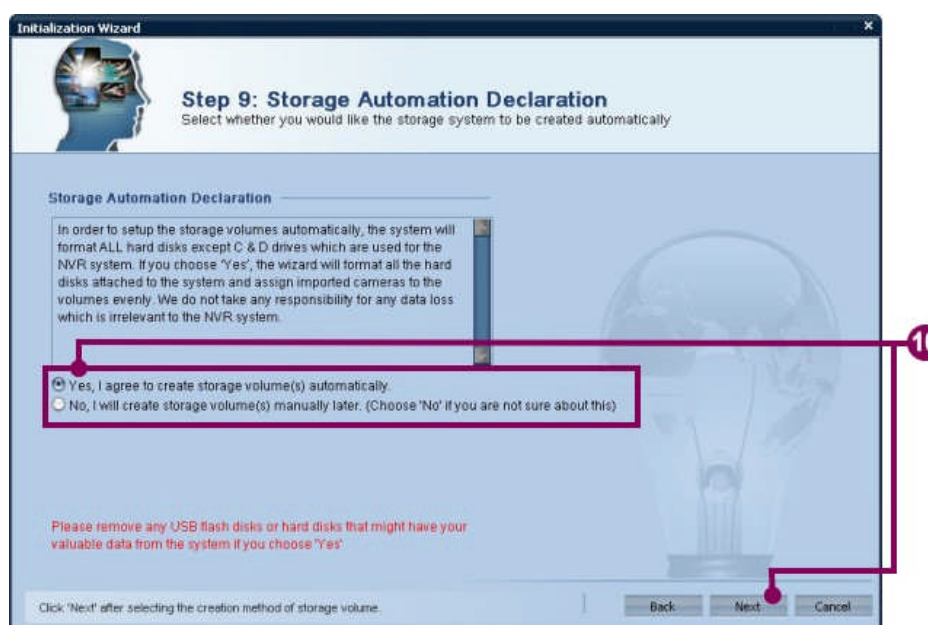 Initialization Wizard
Step 9: Storage Automation Declaration
Select whether you would like the storage system to be created automatically
Storage Automation Declaration
In order to setup the storage volumes automatically, the system will
format ALL hard disks except C & D drives which are used for the
NVR system. If you choose 'Yes', the wizard will format all the hard
disks attached to the system and assign imported cameras to the
volumes evenly. We do not take any responsibility for any data loss
which is irrelevant to the NVR system.
Yes, I agree to create storage volume(s) automatically.
No, I will create storage volume(s) manually later. (Choose 'No' if you are not sure about this)
Please remove any USB flash disks or hard disks that might have your
valuable data from the system if you choose 'Yes'
Click 'Next' after selecting the creation method of storage volume.
Back Next Cancel